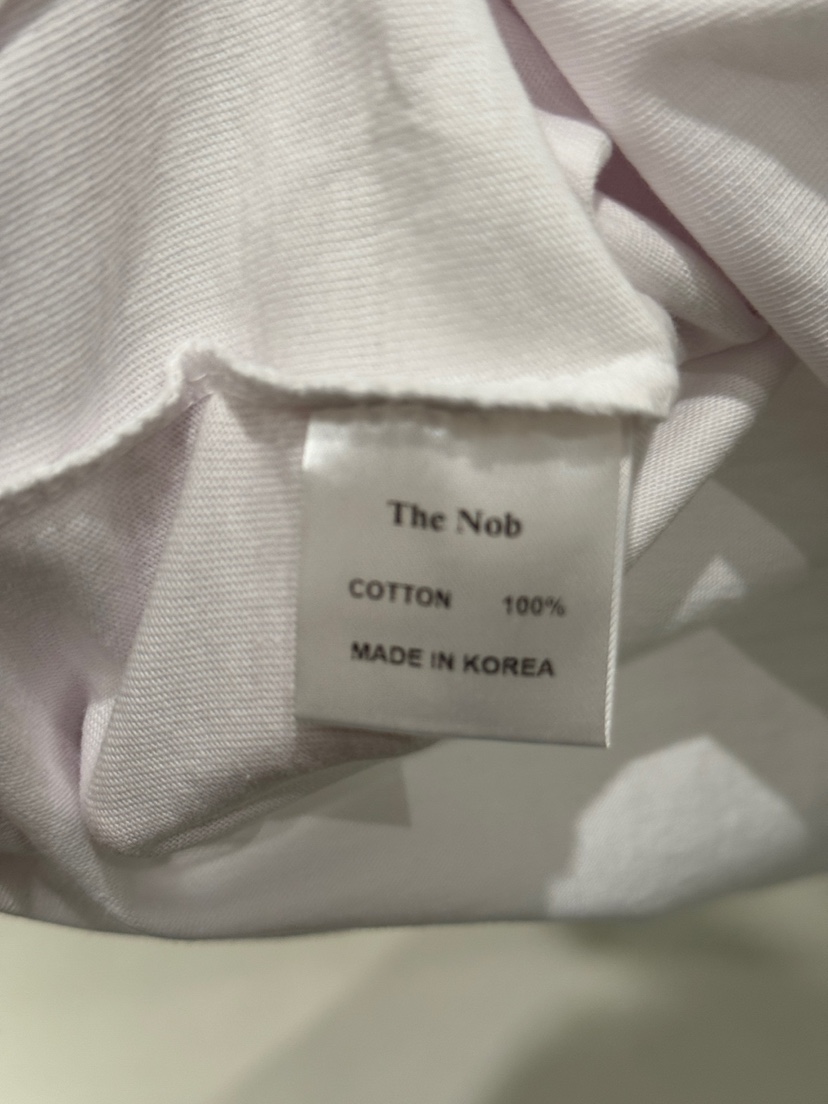 The Nob
COTTON 100%
MADE IN KOREA